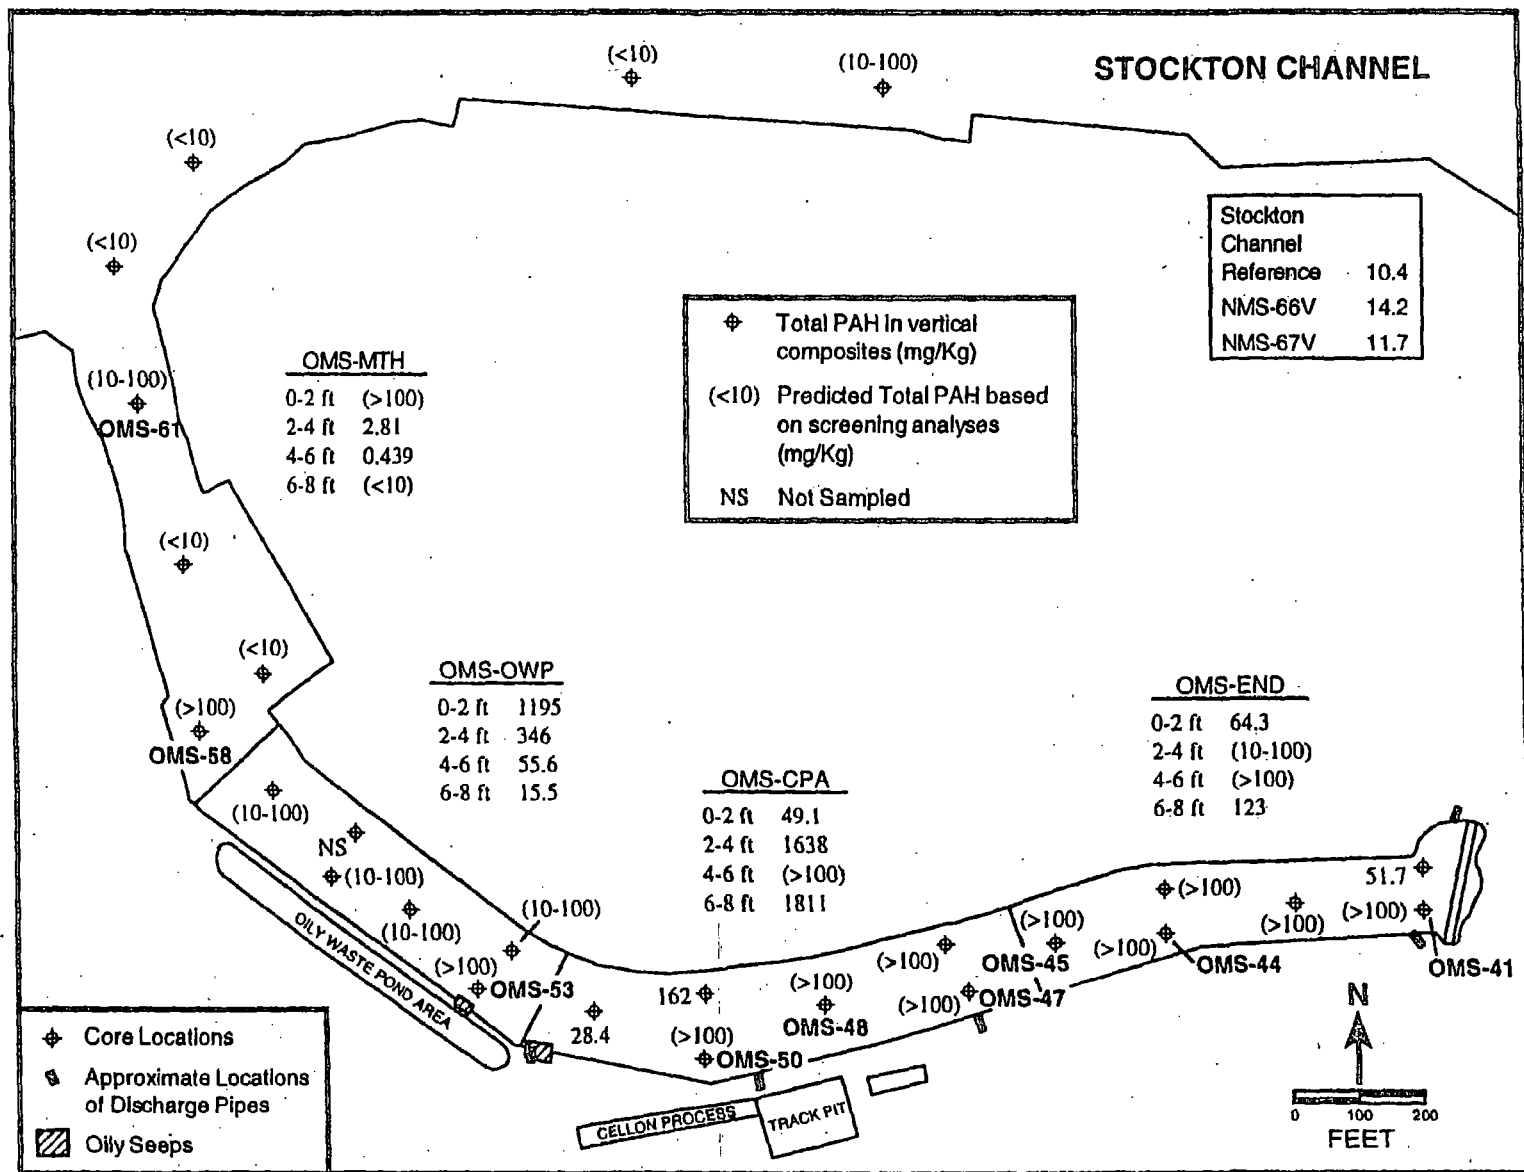 (<10)
(10-100)
STOCKTON CHANNEL
(<10)
(<10)
Stockton
Channel
Reference 10.4
NMS-66V 14.2
NMS-67V 11.7
Total PAH in vertical
composites (mg/Kg)
(<10) Predicted Total PAH based
on screening analyses
(mg/Kg)
NS Not Sampled
OMS-MTH
0-2 ft (>100)
2-4 ft 2.81
4-6 ft 0.439
6-8 ft (<10)
(10-100)
OMS-61
(<10)
(<10)
(>100)
OMS-58
OMS-OWP
0-2 ft 1195
2-4 ft 346
4-6 ft 55.6
6-8 ft 15.5
OMS-CPA
0-2 ft 49.1
2-4 ft 1638
4-6 ft (>100)
6-8 ft 1811
OMS-END
0-2 ft 64.3
2-4 ft (10-100)
4-6 ft (>100)
6-8 ft 123
(10-100)
NS
(10-100)
(10-100)
(10-100)
(>100)
OMS-53
OILY WASTE POND AREA
28.4
162
(>100)
OMS-50
(>100)
OMS-48
(>100)
(>100)
OMS-47
(>100)
OMS-45
(>100)
(>100)
OMS-44
(>100)
51.7
(>100)
OMS-41
CELLON PROCESS
TRACK PIT
Core Locations
Approximate Locations
of Discharge Pipes
Oily Seeps
N
0 100 200
FEET